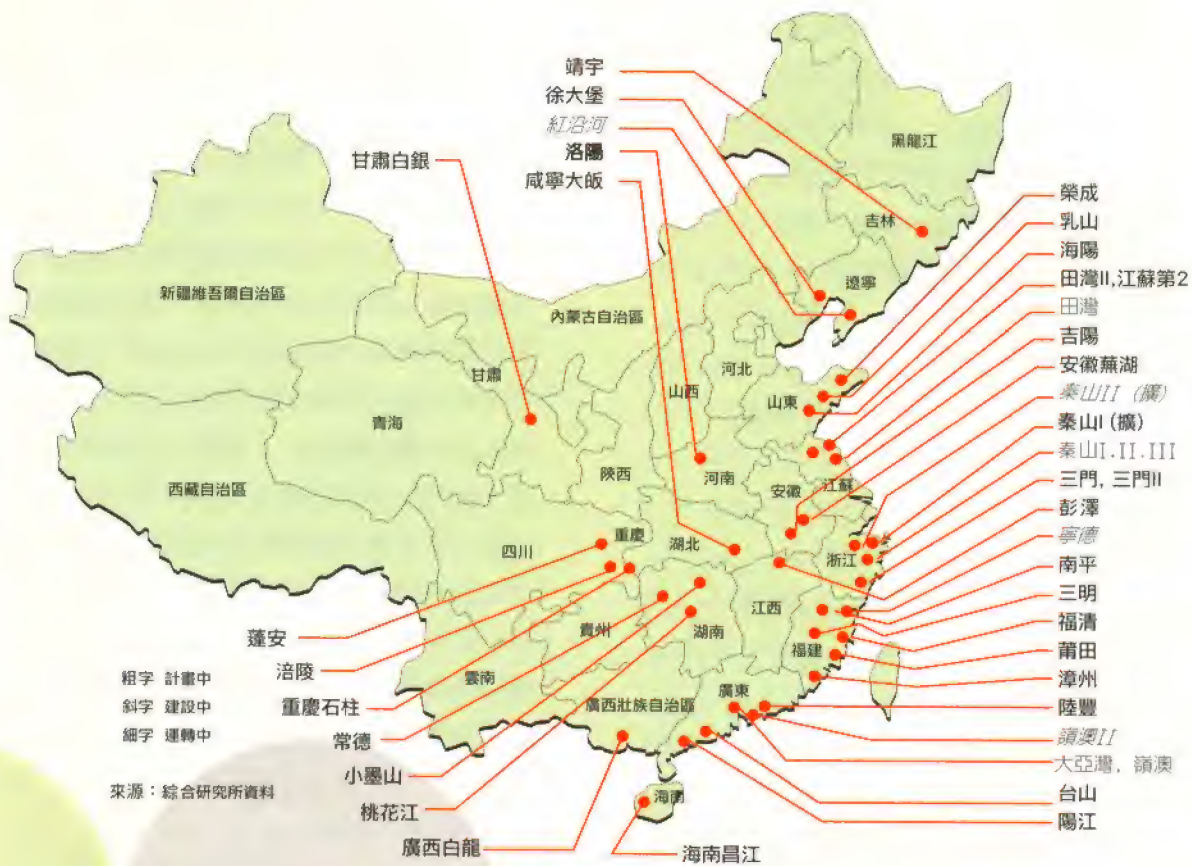 靖宇
徐大堡
紅沿河
洛陽
咸寧大飯
甘肅白銀
榮成
乳山
海陽
田灣II,江蘇第2
田灣
吉陽
安徽蕪湖
秦山II（擴）
秦山I（擴）
秦山I.II.III
三門, 三門II
彭澤
寧德
南平
三明
福清
莆田
漳州
陸豐
嶺澳II
大亞灣, 嶺澳
台山
陽江
黑龍江
吉林
遼寧
新疆維吾爾自治區
內蒙古自治區
河北
山西
甘肅
山東
青海
陝西
河南
江蘇
安徽
西藏自治區
重慶
四川
湖北
浙江
江西
湖南
貴州
福建
雲南
廣東
廣西壯族自治區
海南
蓬安
涪陵
重慶石柱
常德
小墨山
桃花江
廣西白龍
海南昌江
粗字 計畫中
斜字 建設中
細字 運轉中
來源：綜合研究所資料